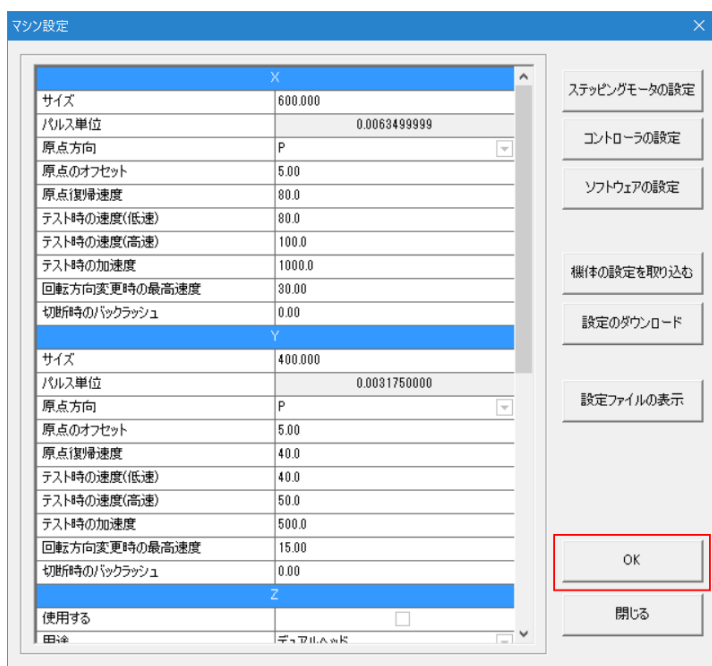 マシン設定
X
サイズ 600.000
パルス単位 0.0063499999
原点方向 P
原点のオフセット 5.00
原点復帰速度 80.0
テスト時の速度(低速) 80.0
テスト時の速度(高速) 100.0
テスト時の加速度 1000.0
回転方向変更時の最高速度 30.00
切断時のバックラッシュ 0.00
Y
サイズ 400.000
パルス単位 0.0031750000
原点方向 P
原点のオフセット 5.00
原点復帰速度 40.0
テスト時の速度(低速) 40.0
テスト時の速度(高速) 50.0
テスト時の加速度 500.0
回転方向変更時の最高速度 15.00
切断時のバックラッシュ 0.00
Z
使用する
用途 デュアルヘッド
ステッピングモータの設定
コントローラの設定
ソフトウェアの設定
機体の設定を取り込む
設定のダウンロード
設定ファイルの表示
OK
閉じる